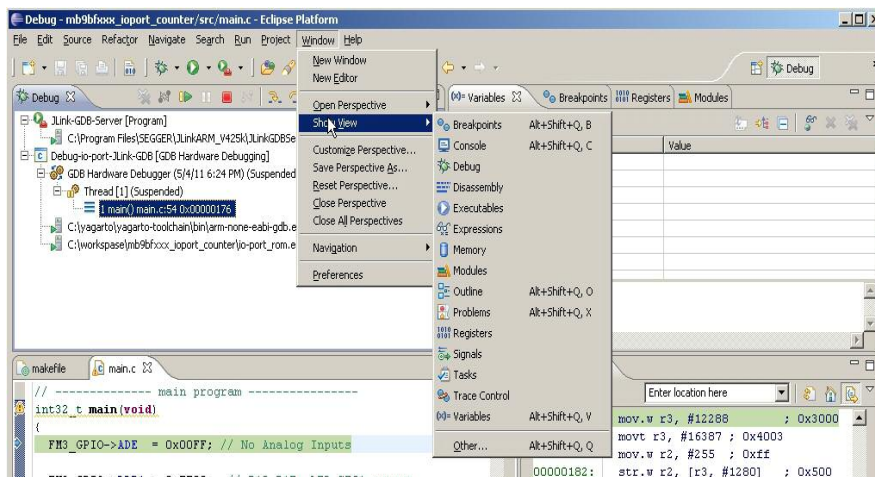 Debug - mb9bfxxx_ioport_counter/src/main.c - Eclipse Platform
File Edit Source Refactor Navigate Search Run Project Window Help
Debug
Debug
JLink-GDB-Server [Program]
C:\Program Files\SEGGER\JLinkARM_V425k\JLinkGDBSe
Debug-io-port-JLink-GDB [GDB Hardware Debugging]
GDB Hardware Debugger (5/4/11 6:24 PM) (Suspended
Thread [1] (Suspended)
1 main() main.c:54 0x00000176
C:\yagarto\yagarto-toolchain\bin\arm-none-eabi-gdb.e
C:\workspase\mb9bfxxx_ioport_counter\io-port_rom.e
New Window
New Editor
Open Perspective
Show View
Customize Perspective...
Save Perspective As...
Reset Perspective...
Close Perspective
Close All Perspectives
Navigation
Preferences
Breakpoints Alt+Shift+Q, B
Console Alt+Shift+Q, C
Debug
Disassembly
Executables
Expressions
Memory
Modules
Outline Alt+Shift+Q, O
Problems Alt+Shift+Q, X
Registers
Signals
Tasks
Trace Control
Variables Alt+Shift+Q, V
Other... Alt+Shift+Q, Q
(x)= Variables Breakpoints Registers Modules
Value
makefile main.c
// -------------- main program ----------------
int32_t main(void)
{
FM3_GPIO->ADE = 0x00FF; // No Analog Inputs
Enter location here
mov.w r3, #12288 ; 0x3000
movt r3, #16387 ; 0x4003
mov.w r2, #255 ; 0xff
00000182: str.w r2, [r3, #1280] ; 0x500